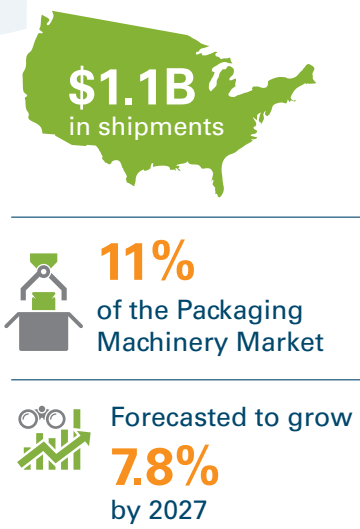 $1.1B
in shipments
11%
of the Packaging
Machinery Market
Forecasted to grow
7.8%
by 2027